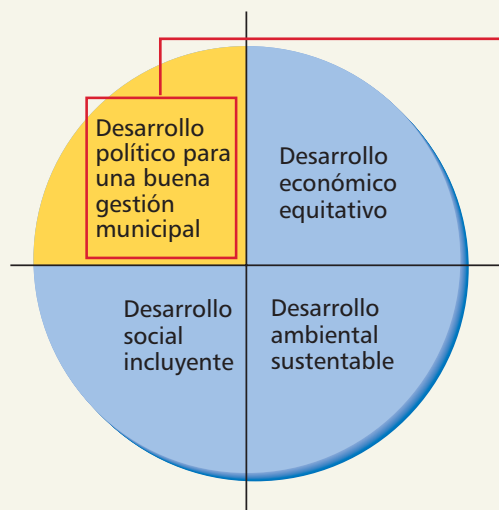 Desarrollo
político para
una buena
gestión
municipal
Desarrollo
económico
equitativo
Desarrollo
social
incluyente
Desarrollo
ambiental
sustentable